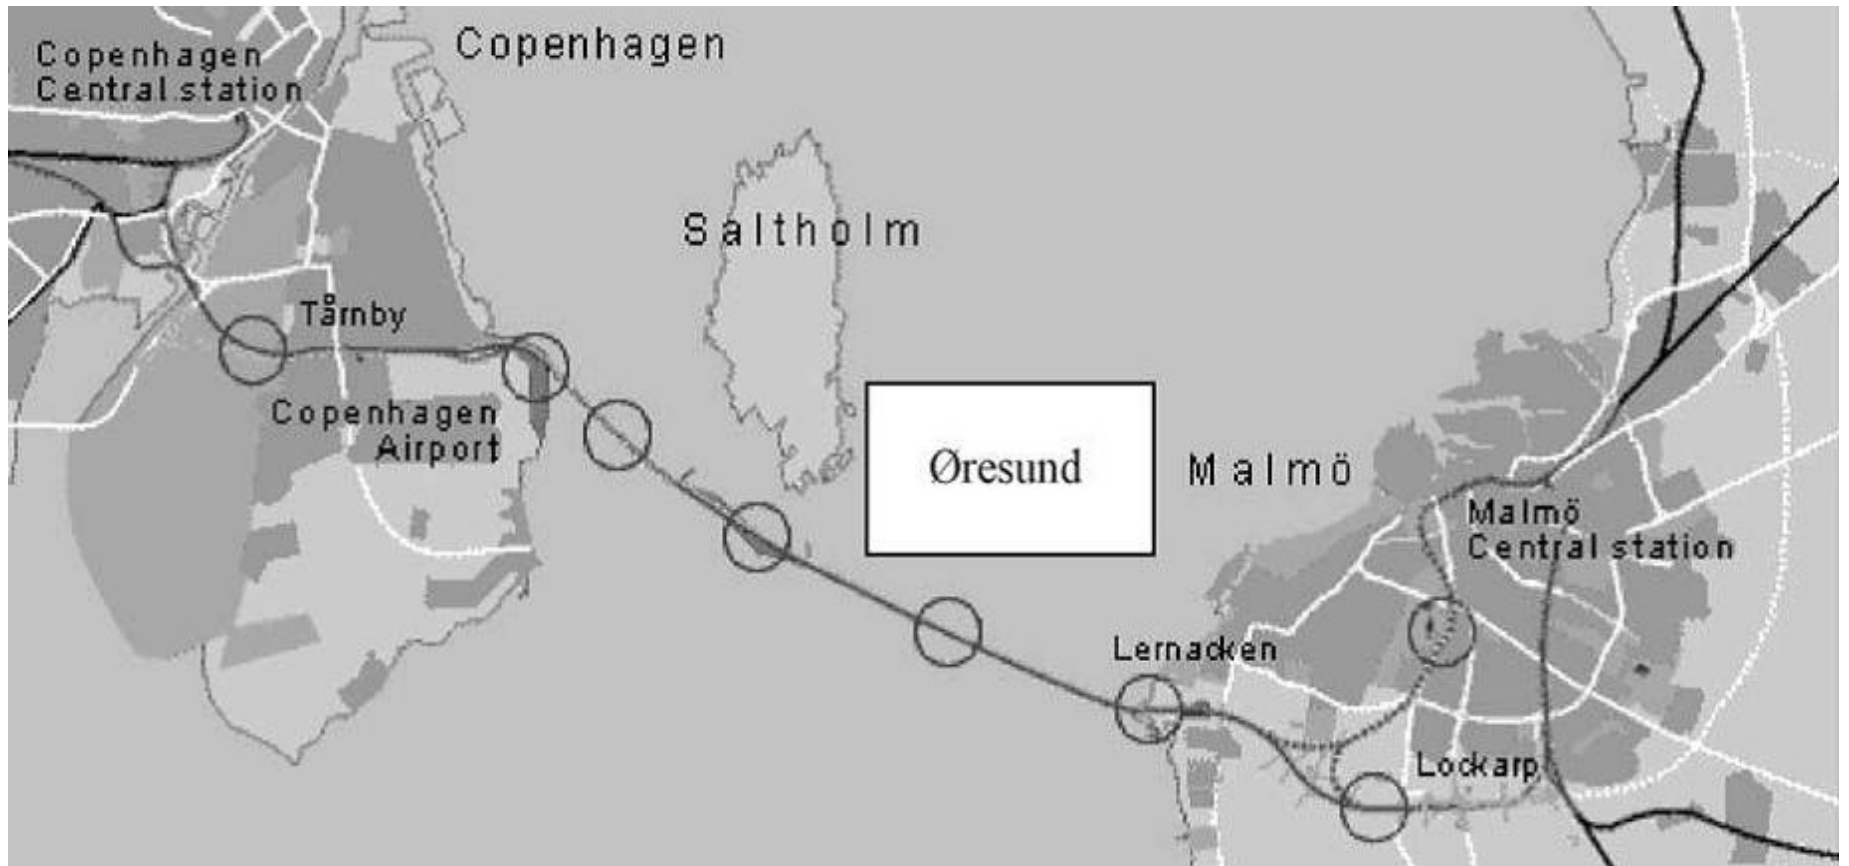 Copenhagen
Central station
Copenhagen
Saltholm
Tårnby
Copenhagen
Airport
Øresund
Malmö
Malmö
Central station
Lernacken
Lockarp